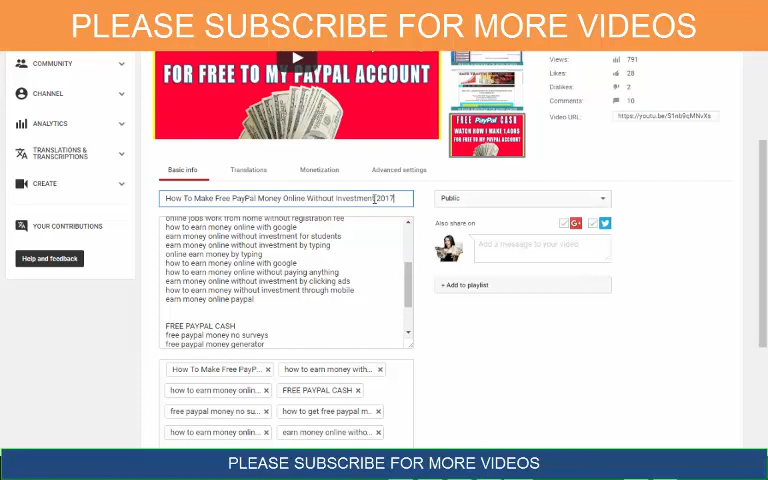 PLEASE SUBSCRIBE FOR MORE VIDEOS
COMMUNITY
CHANNEL
ANALYTICS
TRANSLATIONS &
TRANSCRIPTIONS
CREATE
YOUR CONTRIBUTIONS
Help and feedback
FOR FREE TO MY PAYPAL ACCOUNT
FREE PayPal CASH
Views: 791
Likes: 28
Dislikes: 2
Comments: 10
Video URL: https://youtu.be/S1nb9qMNvXs
Basic info Translations Monetization Advanced settings
How To Make Free PayPal Money Online Without Investment 2017
Public
online jobs work from home without registration fee
how to earn money online with google
earn money online without investment for students
earn money online without investment by typing
online earn money by typing
how to earn money online with google
how to earn money online without paying anything
earn money online without investment by clicking ads
how to earn money online without investment through mobile
earn money online paypal
FREE PAYPAL CASH
free paypal money no surveys
free paypal money generator
Also share on
Add a message to your video
+ Add to playlist
How To Make Free PayP... × how to earn money with... ×
how to earn money onlin... × FREE PAYPAL CASH ×
free paypal money no su... × how to get free paypal m... ×
how to earn money onlin... × earn money online witho... ×
PLEASE SUBSCRIBE FOR MORE VIDEOS